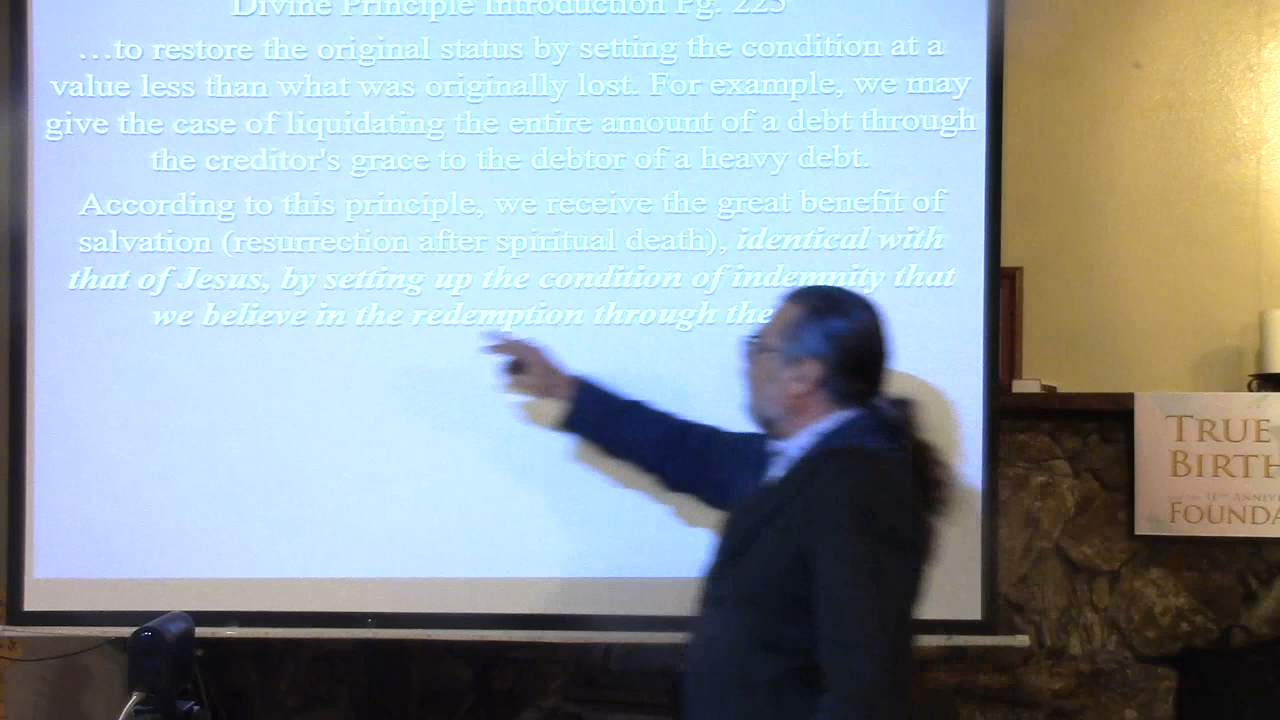 Divine Principle Introduction Pg. 225
…to restore the original status by setting the condition at a
value less than what was originally lost. For example, we may
give the case of liquidating the entire amount of a debt through
the creditor's grace to the debtor of a heavy debt.
According to this principle, we receive the great benefit of
salvation (resurrection after spiritual death), identical with
that of Jesus, by setting up the condition of indemnity that
we believe in the redemption through the
TRUE
BIRTH
11TH ANNIV
FOUNDA